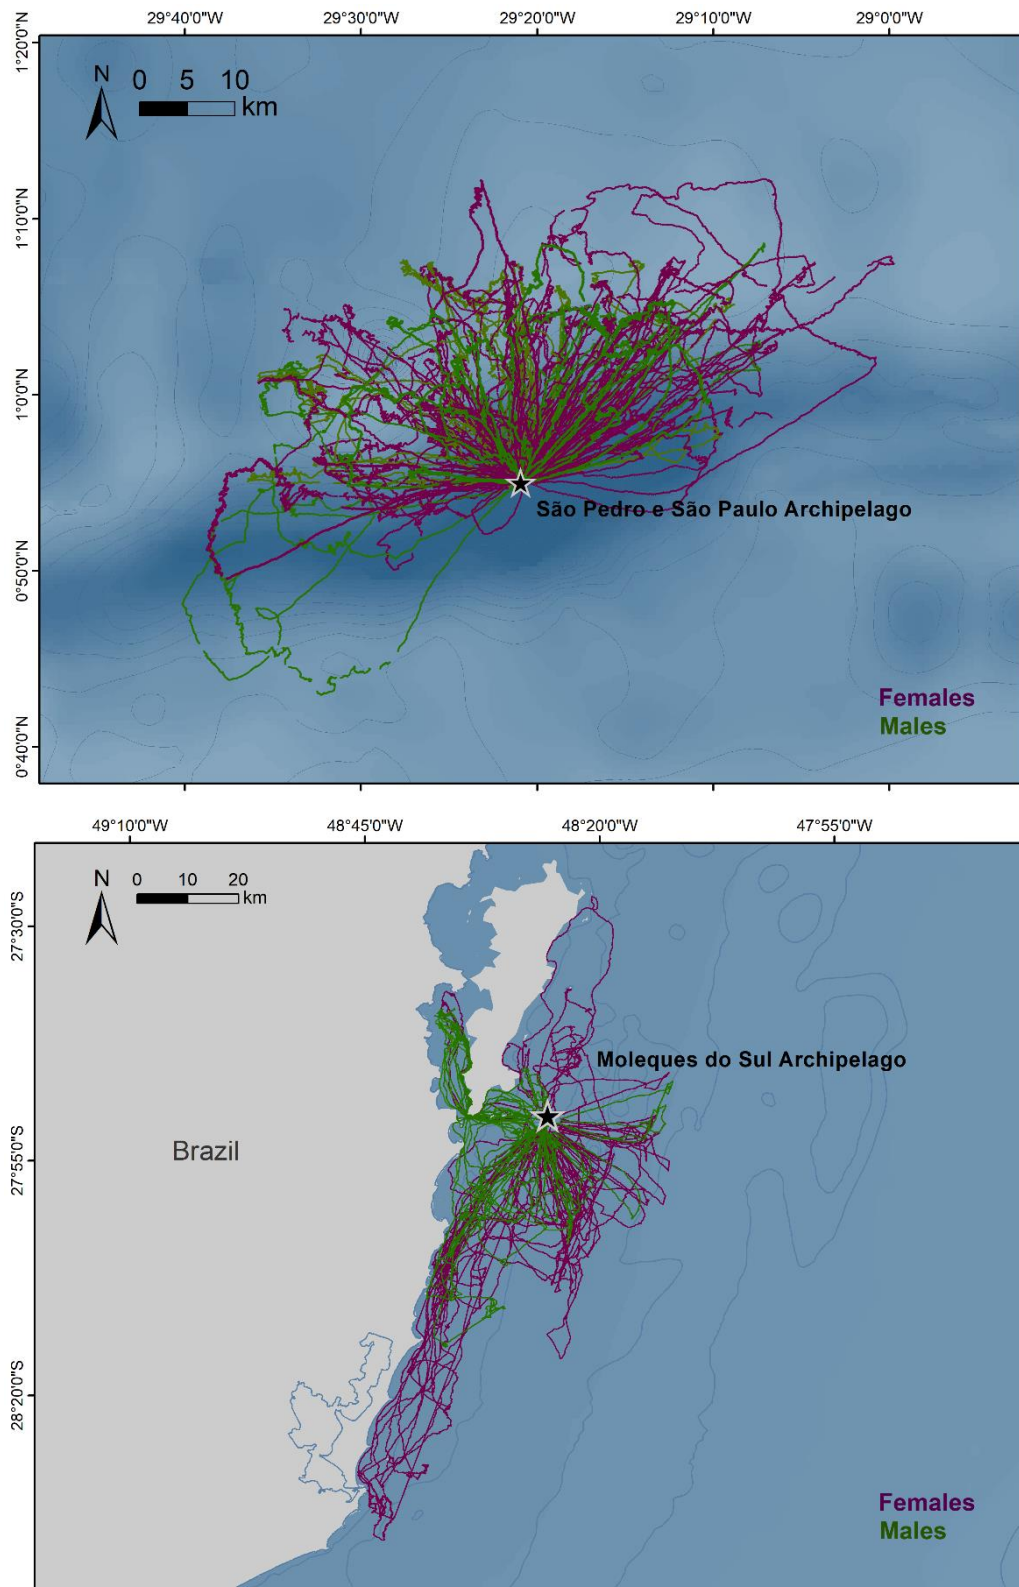 29°40'0"W 29°30'0"W 29°20'0"W 29°10'0"W 29°0'0"W
1°20'0"N
N
0 5 10
km
1°10'0"N
1°0'0"N
São Pedro e São Paulo Archipelago
0°50'0"N
Females
Males
0°40'0"N
49°10'0"W 48°45'0"W 48°20'0"W 47°55'0"W
N
0 10 20
km
27°30'0"S
Moleques do Sul Archipelago
Brazil
27°55'0"S
28°20'0"S
Females
Males